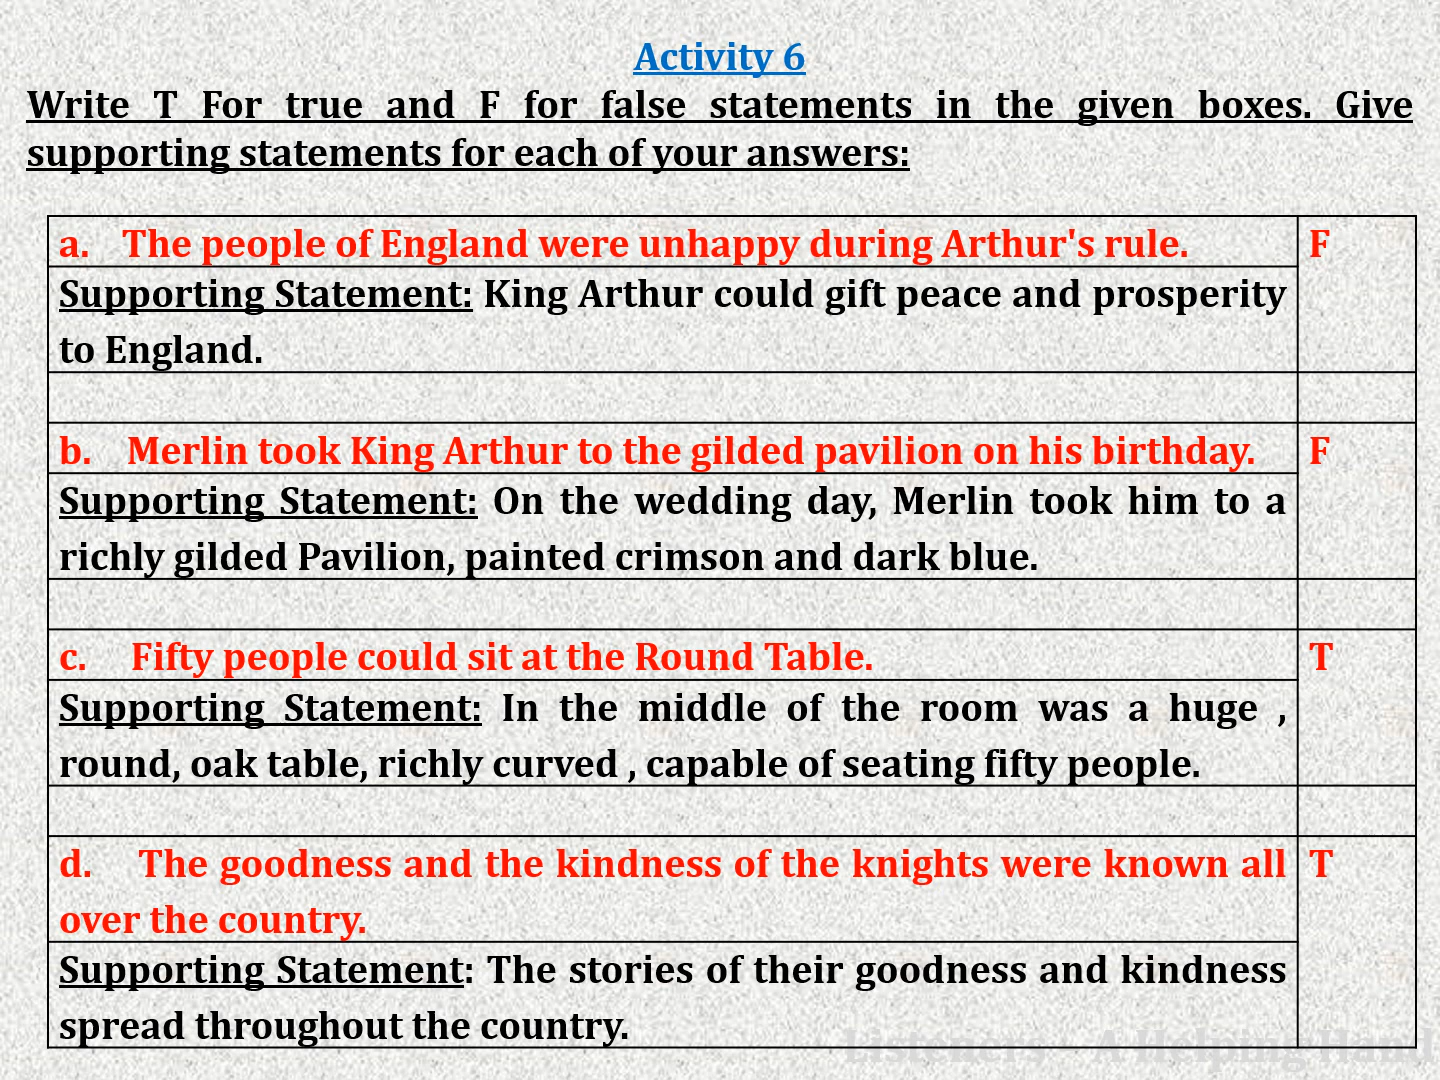 Activity 6
Write T For true and F for false statements in the given boxes. Give
supporting statements for each of your answers:
a. The people of England were unhappy during Arthur's rule. F
Supporting Statement: King Arthur could gift peace and prosperity
to England.
b. Merlin took King Arthur to the gilded pavilion on his birthday. F
Supporting Statement: On the wedding day, Merlin took him to a
richly gilded Pavilion, painted crimson and dark blue.
c. Fifty people could sit at the Round Table. T
Supporting Statement: In the middle of the room was a huge ,
round, oak table, richly curved , capable of seating fifty people.
d. The goodness and the kindness of the knights were known all T
over the country.
Supporting Statement: The stories of their goodness and kindness
spread throughout the country.
Listeners - A Helping Hand